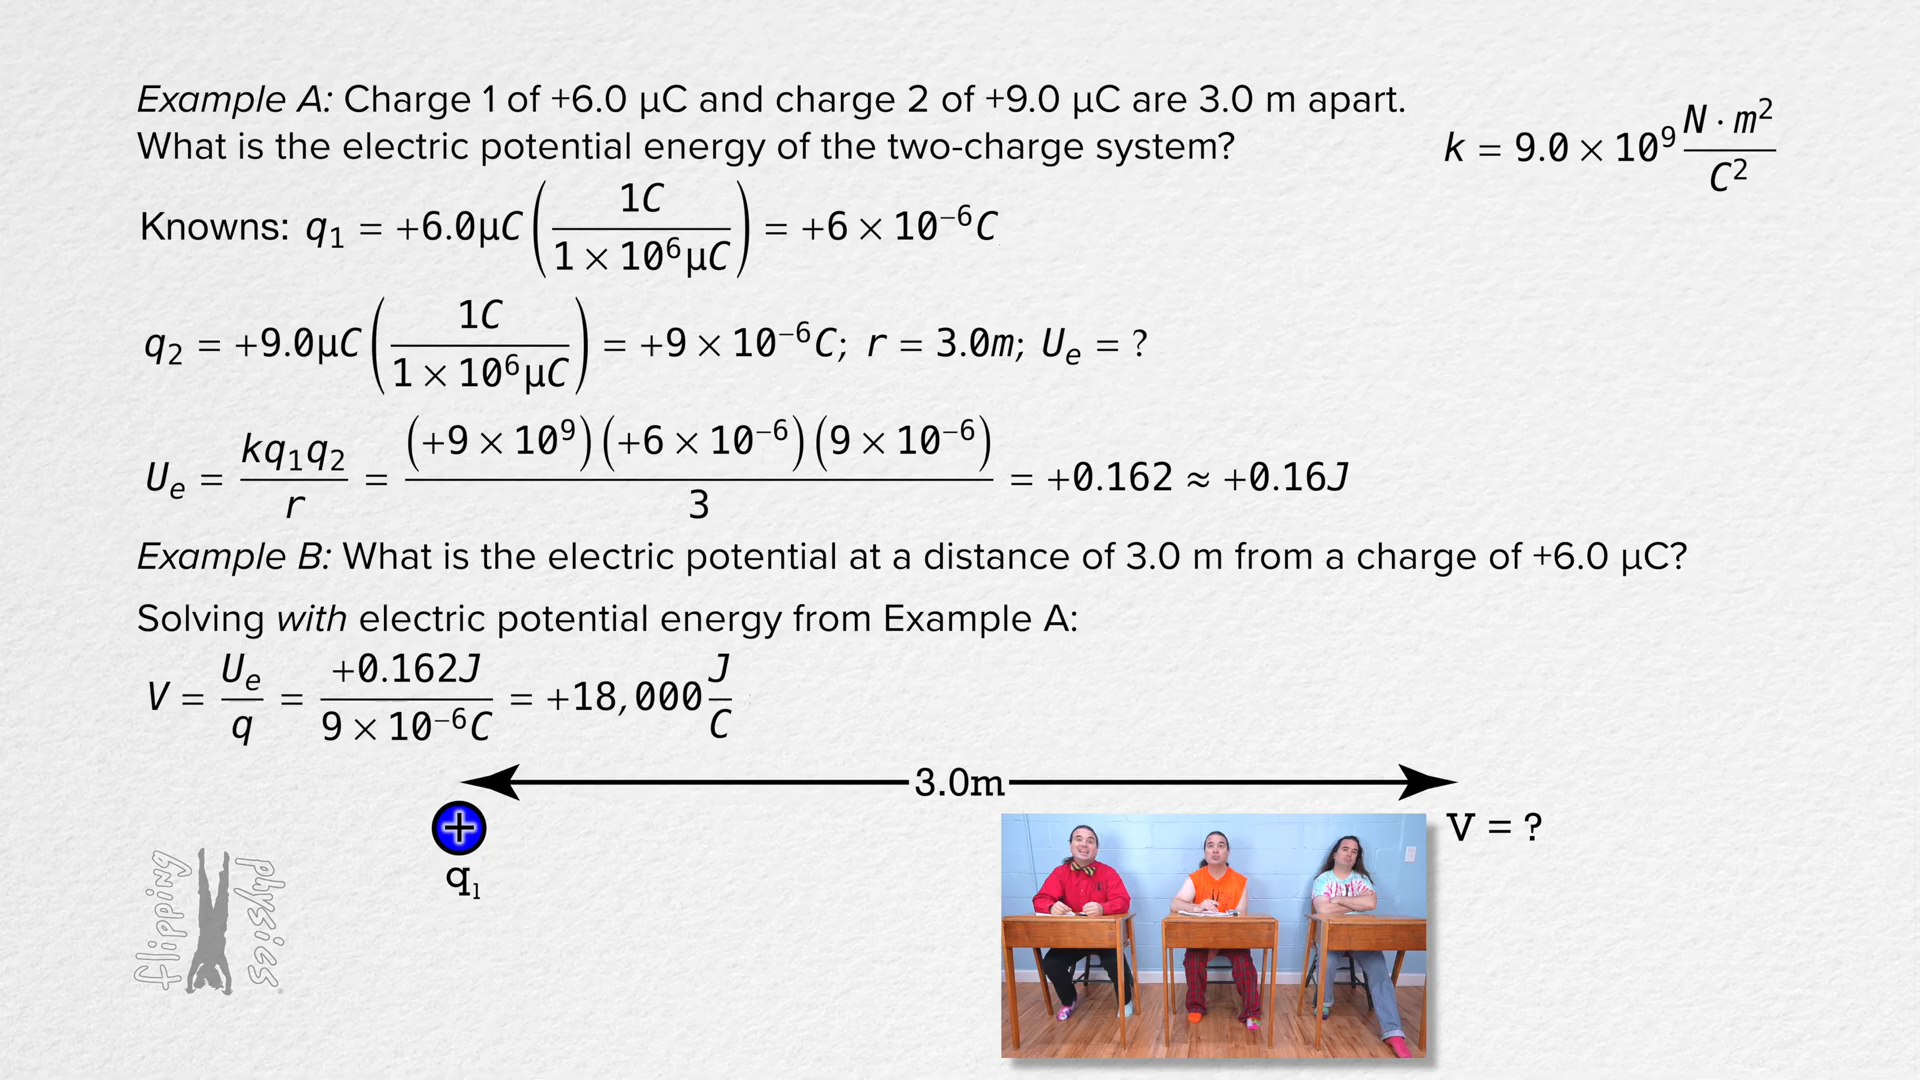 Example A: Charge 1 of +6.0 µC and charge 2 of +9.0 µC are 3.0 m apart.
What is the electric potential energy of the two-charge system?
k = 9.0 × 10⁹ N · m² / C²
Knowns: q₁ = +6.0µC (1C / 1 × 10⁶µC) = +6 × 10⁻⁶C
q₂ = +9.0µC (1C / 1 × 10⁶µC) = +9 × 10⁻⁶C; r = 3.0m; Uₑ = ?
Uₑ = kq₁q₂ / r = (+9 × 10⁹)(+6 × 10⁻⁶)(9 × 10⁻⁶) / 3 = +0.162 ≈ +0.16J
Example B: What is the electric potential at a distance of 3.0 m from a charge of +6.0 µC?
Solving with electric potential energy from Example A:
V = Uₑ / q = +0.162J / 9 × 10⁻⁶C = +18,000 J / C
3.0m
+
V = ?
q₁
flipping physics